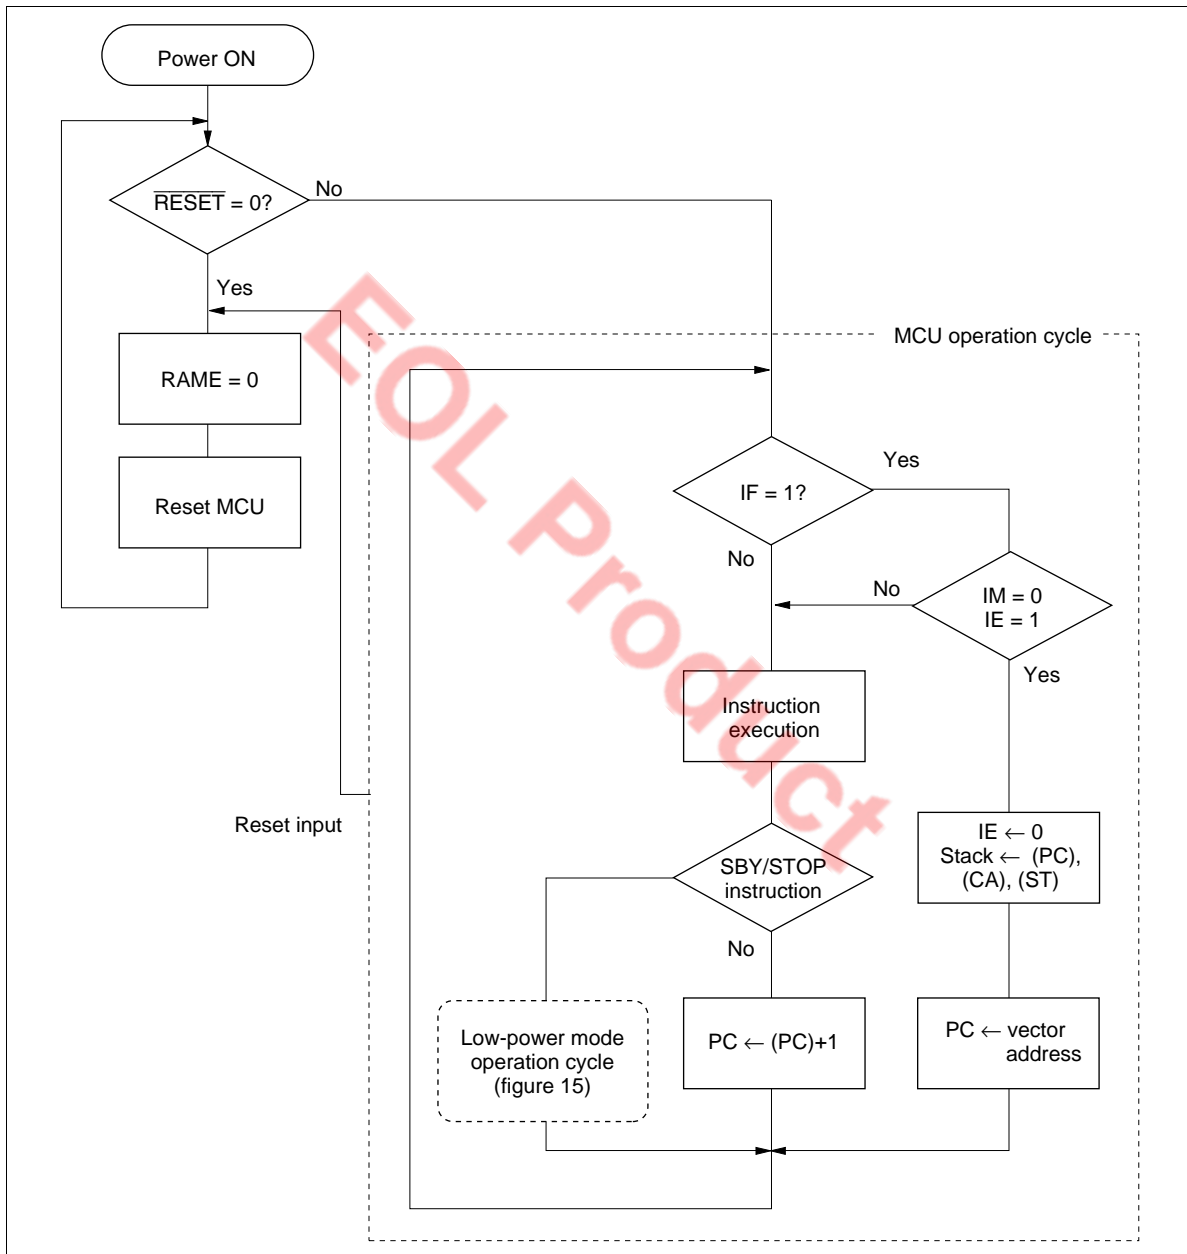 Power ON
RESET = 0?
No
Yes
RAME = 0
Reset MCU
Reset input
MCU operation cycle
IF = 1?
Yes
No
IM = 0
IE = 1
No
Yes
Instruction
execution
IE ← 0
Stack ← (PC),
(CA), (ST)
SBY/STOP
instruction
No
Low-power mode
operation cycle
(figure 15)
PC ← (PC)+1
PC ← vector
address
EOL Product